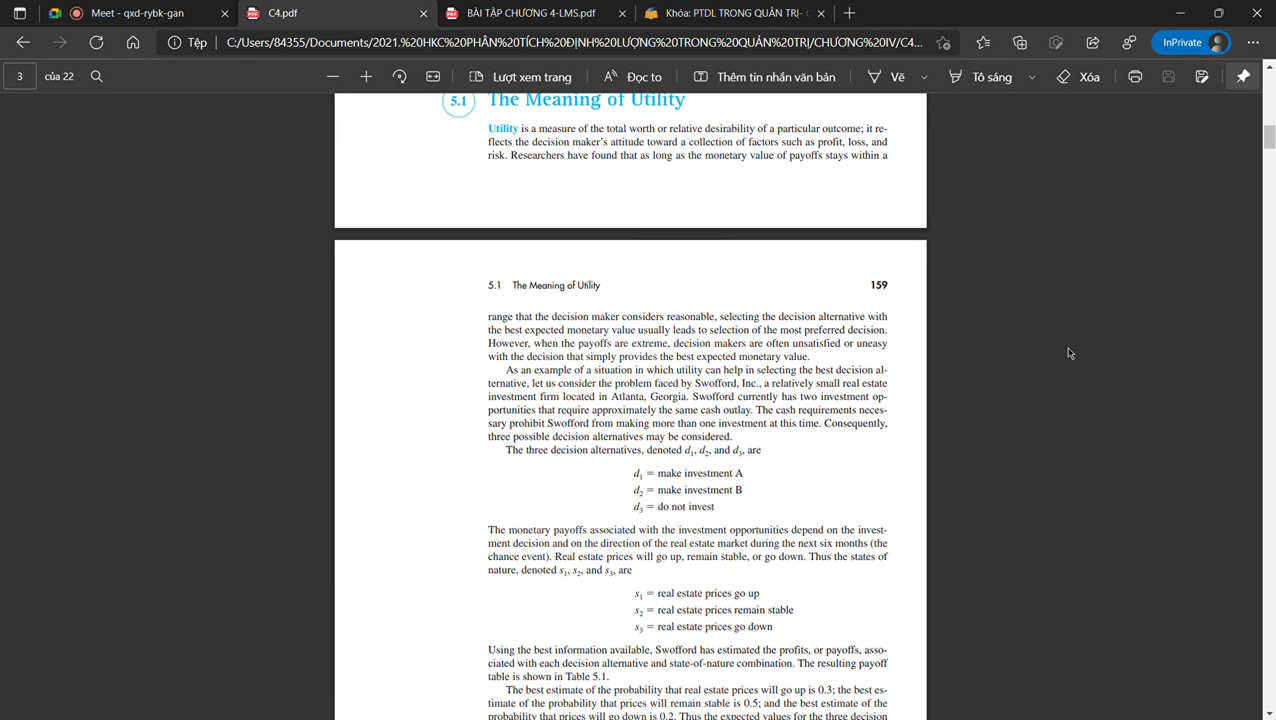 Meet - qxd-rybk-gan
C4.pdf
BÀI TẬP CHƯƠNG 4-LMS.pdf
Khóa: PTDL TRONG QUẢN TRỊ-
Tệp
C:/Users/84355/Documents/2021.%20HKC%20PHÂN%20TÍCH%20ĐỊNH%20LƯỢNG%20TRONG%20QUẢN%20TRỊ/CHƯƠNG%20IV/C4...
InPrivate
3
của 22
Lượt xem trang
Đọc to
Thêm tin nhắn văn bản
Vẽ
Tô sáng
Xóa
5.1 The Meaning of Utility
Utility is a measure of the total worth or relative desirability of a particular outcome; it re-
flects the decision maker's attitude toward a collection of factors such as profit, loss, and
risk. Researchers have found that as long as the monetary value of payoffs stays within a
5.1 The Meaning of Utility
159
range that the decision maker considers reasonable, selecting the decision alternative with
the best expected monetary value usually leads to selection of the most preferred decision.
However, when the payoffs are extreme, decision makers are often unsatisfied or uneasy
with the decision that simply provides the best expected monetary value.
As an example of a situation in which utility can help in selecting the best decision al-
ternative, let us consider the problem faced by Swofford, Inc., a relatively small real estate
investment firm located in Atlanta, Georgia. Swofford currently has two investment op-
portunities that require approximately the same cash outlay. The cash requirements neces-
sary prohibit Swofford from making more than one investment at this time. Consequently,
three possible decision alternatives may be considered.
The three decision alternatives, denoted d₁, d₂, and d₃, are
d₁ = make investment A
d₂ = make investment B
d₃ = do not invest
The monetary payoffs associated with the investment opportunities depend on the invest-
ment decision and on the direction of the real estate market during the next six months (the
chance event). Real estate prices will go up, remain stable, or go down. Thus the states of
nature, denoted s₁, s₂, and s₃, are
s₁ = real estate prices go up
s₂ = real estate prices remain stable
s₃ = real estate prices go down
Using the best information available, Swofford has estimated the profits, or payoffs, asso-
ciated with each decision alternative and state-of-nature combination. The resulting payoff
table is shown in Table 5.1.
The best estimate of the probability that real estate prices will go up is 0.3; the best es-
timate of the probability that prices will remain stable is 0.5; and the best estimate of the
probability that prices will go down is 0.2. Thus the expected values for the three decision